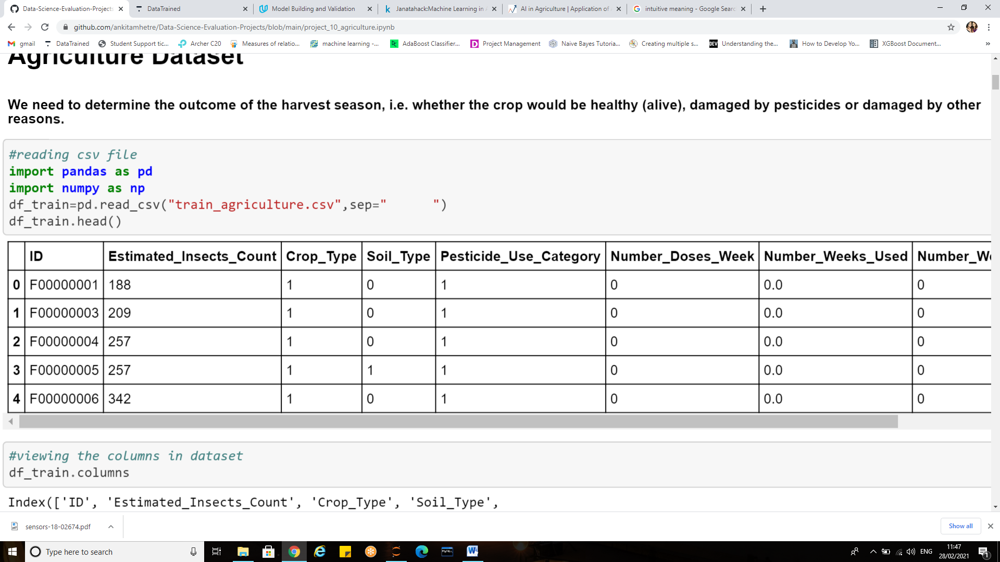 Data-Science-Evaluation-Projects
DataTrained
Model Building and Validation
Janatahack:Machine Learning in
AI in Agriculture | Application of
intuitive meaning - Google Searc
github.com/ankitamhetre/Data-Science-Evaluation-Projects/blob/main/project_10_agriculture.ipynb
gmail
DataTrained
Student Support tic...
Archer C20
Measures of relatio...
machine learning -...
AdaBoost Classifier...
Project Management
Naive Bayes Tutoria...
Creating multiple s...
DEV Understanding the...
How to Develop Yo...
XGBoost Document...
»
Agriculture Dataset
We need to determine the outcome of the harvest season, i.e. whether the crop would be healthy (alive), damaged by pesticides or damaged by other
reasons.
#reading csv file
import pandas as pd
import numpy as np
df_train=pd.read_csv("train_agriculture.csv",sep="      ")
df_train.head()
ID Estimated_Insects_Count Crop_Type Soil_Type Pesticide_Use_Category Number_Doses_Week Number_Weeks_Used Number_We
0 F00000001 188 1 0 1 0 0.0 0
1 F00000003 209 1 0 1 0 0.0 0
2 F00000004 257 1 0 1 0 0.0 0
3 F00000005 257 1 1 1 0 0.0 0
4 F00000006 342 1 0 1 0 0.0 0
#viewing the columns in dataset
df_train.columns
Index(['ID', 'Estimated_Insects_Count', 'Crop_Type', 'Soil_Type',
sensors-18-02674.pdf
Show all
Type here to search
MySQL
W
ENG
11:47
28/02/2021
1